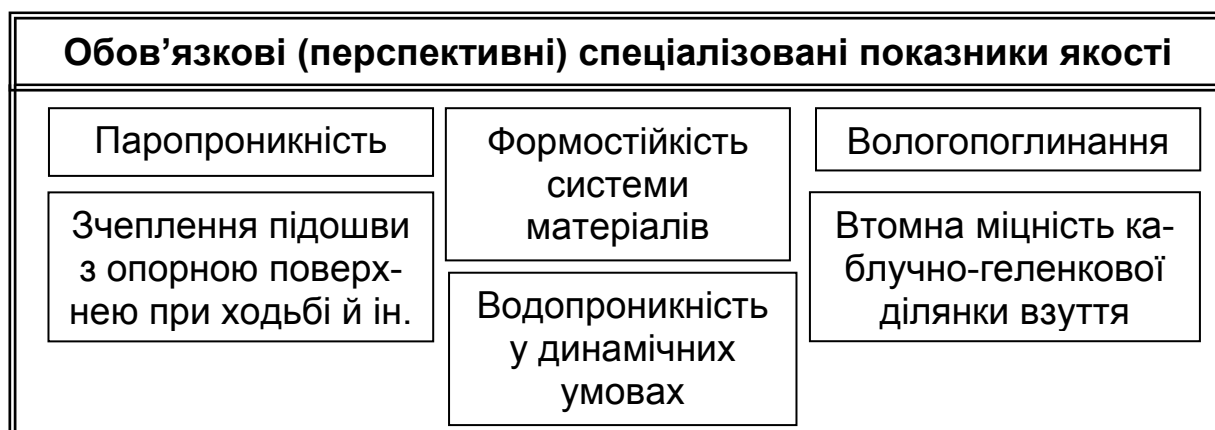 Обов’язкові (перспективні) спеціалізовані показники якості
Паропроникність
Зчеплення підошви
з опорною поверх-
нею при ходьбі й ін.
Формостійкість
системи
матеріалів
Водопроникність
у динамічних
умовах
Вологопоглинання
Втомна міцність ка-
блучно-геленкової
ділянки взуття